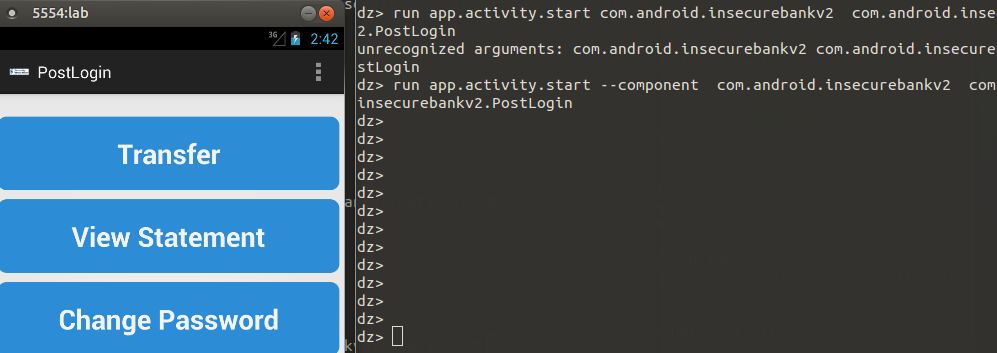 5554:lab
3G 2:42
PostLogin
Transfer
View Statement
Change Password
dz> run app.activity.start com.android.insecurebankv2  com.android.inse
2.PostLogin
unrecognized arguments: com.android.insecurebankv2 com.android.insecure
stLogin
dz> run app.activity.start --component  com.android.insecurebankv2  com
insecurebankv2.PostLogin
dz>
dz>
dz>
dz>
dz>
dz>
dz>
dz>
dz>
dz>
dz>
dz>
dz>